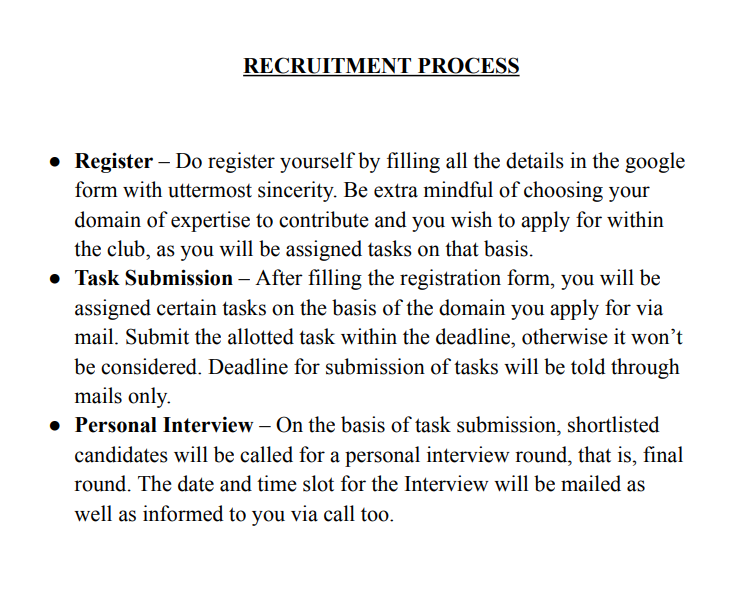 RECRUITMENT PROCESS
● Register – Do register yourself by filling all the details in the google
form with uttermost sincerity. Be extra mindful of choosing your
domain of expertise to contribute and you wish to apply for within
the club, as you will be assigned tasks on that basis.
● Task Submission – After filling the registration form, you will be
assigned certain tasks on the basis of the domain you apply for via
mail. Submit the allotted task within the deadline, otherwise it won’t
be considered. Deadline for submission of tasks will be told through
mails only.
● Personal Interview – On the basis of task submission, shortlisted
candidates will be called for a personal interview round, that is, final
round. The date and time slot for the Interview will be mailed as
well as informed to you via call too.